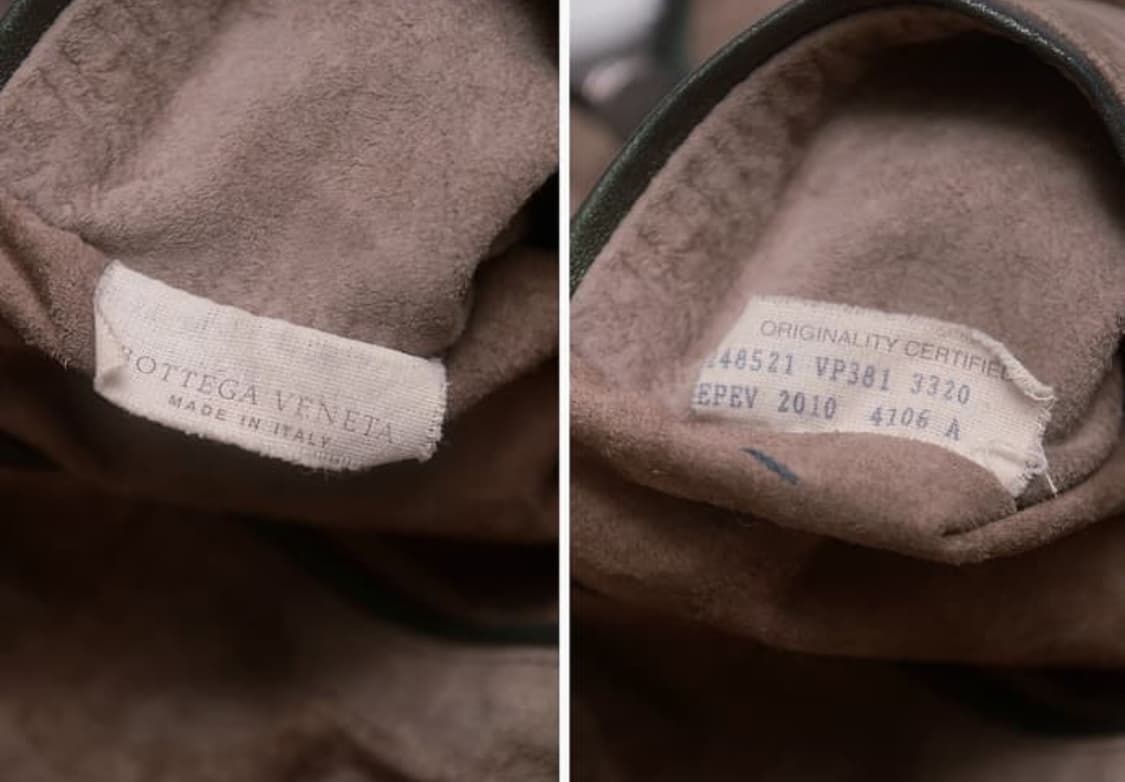 BOTTEGA VENETA
MADE IN ITALY
ORIGINALITY CERTIFIED
148521 VP381 3320
EPEV 2010 4106 A